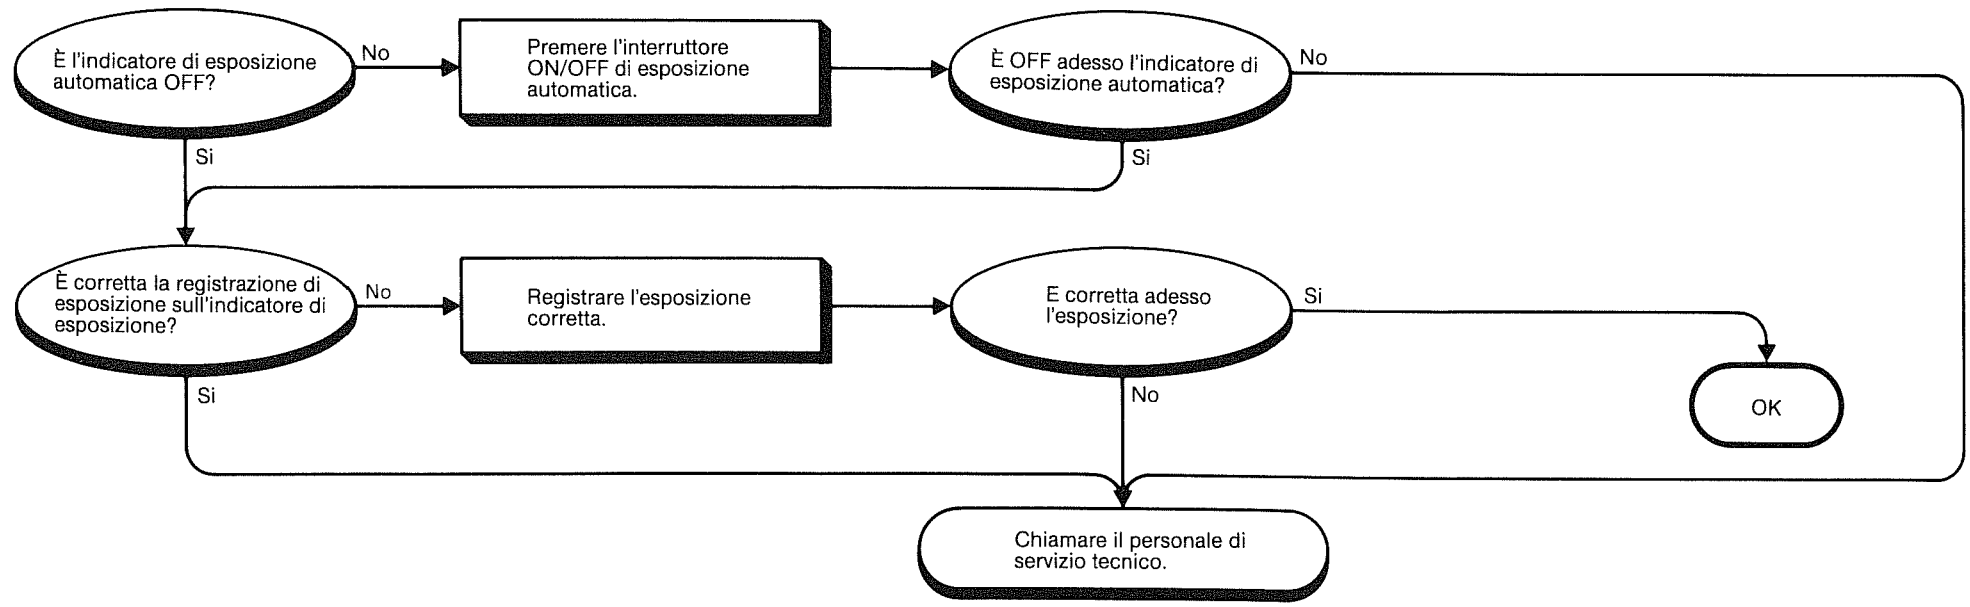 È l'indicatore di esposizione
automatica OFF?
No
Premere l'interruttore
ON/OFF di esposizione
automatica.
È OFF adesso l'indicatore di
esposizione automatica?
No
Si
Si
È corretta la registrazione di
esposizione sull'indicatore di
esposizione?
No
Registrare l'esposizione
corretta.
E corretta adesso
l'esposizione?
Si
OK
Si
No
Chiamare il personale di
servizio tecnico.